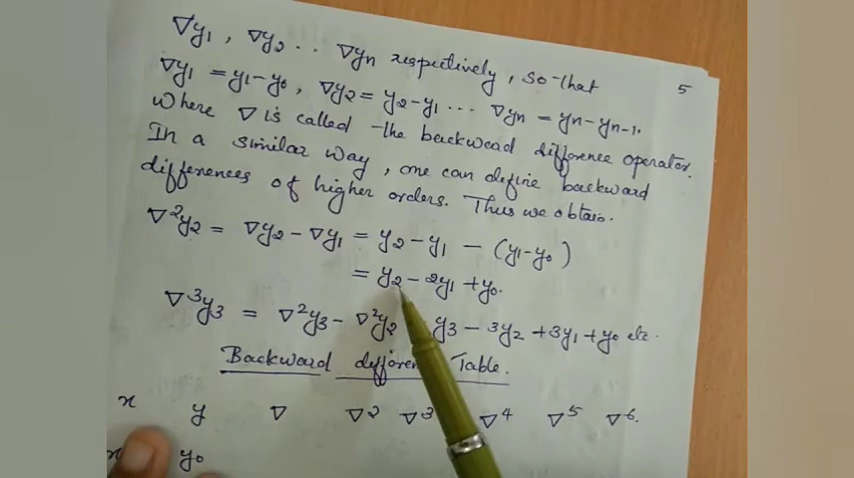 ∇y₁, ∇y₂ .. ∇yn respectively, so that
5
∇y₁ = y₁-y₀, ∇y₂ = y₂-y₁ ... ∇yn = yn-yn-1.
where ∇ is called the backward difference operator.
In a similar way, one can define backward
differences of higher orders. Thus we obtain.
∇²y₂ = ∇y₂ - ∇y₁ = y₂-y₁ - (y₁-y₀)
= y₂ - 2y₁ + y₀.
∇³y₃ = ∇²y₃ - ∇²y₂ y₃ - 3y₂ + 3y₁ + y₀ etc.
Backward Table.
x y ∇ ∇² ∇³ ∇⁴ ∇⁵ ∇⁶.
y₀